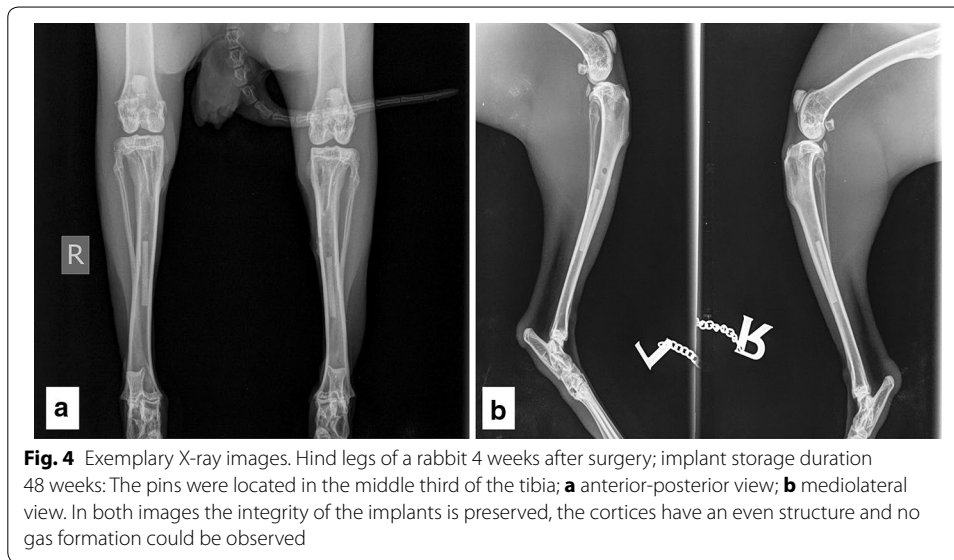 R
a
L
R
b
Fig. 4 Exemplary X-ray images. Hind legs of a rabbit 4 weeks after surgery; implant storage duration
48 weeks: The pins were located in the middle third of the tibia; a anterior-posterior view; b mediolateral
view. In both images the integrity of the implants is preserved, the cortices have an even structure and no
gas formation could be observed